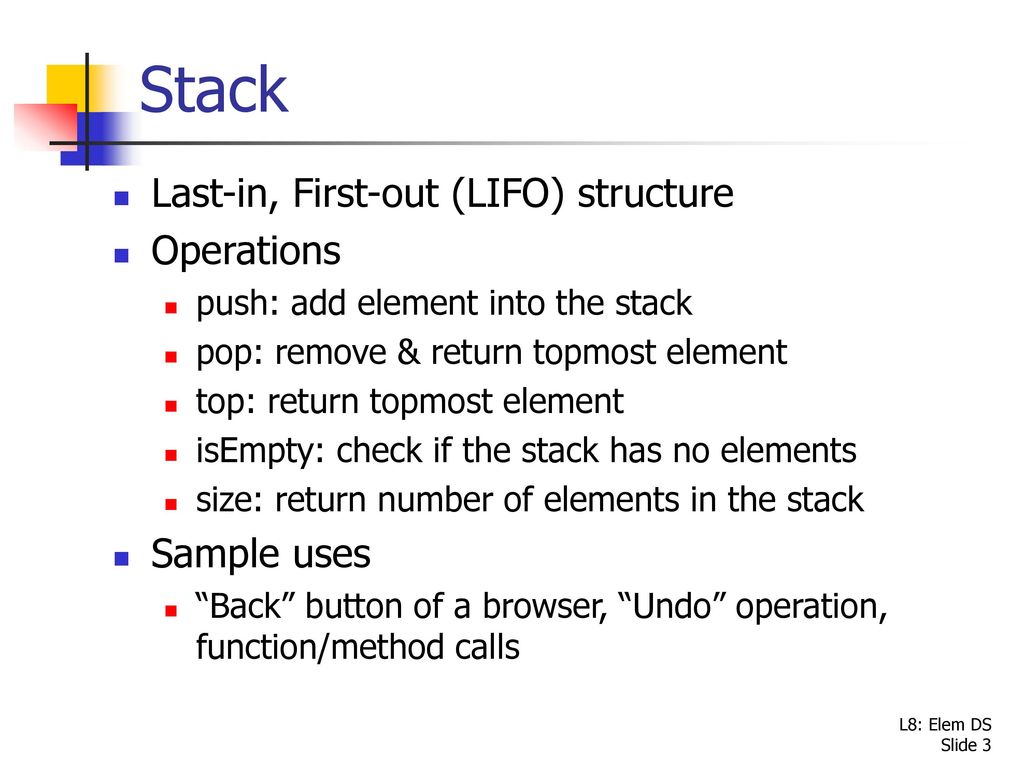 Stack
Last-in, First-out (LIFO) structure
Operations
push: add element into the stack
pop: remove & return topmost element
top: return topmost element
isEmpty: check if the stack has no elements
size: return number of elements in the stack
Sample uses
“Back” button of a browser, “Undo” operation,
function/method calls
L8: Elem DS
Slide 3